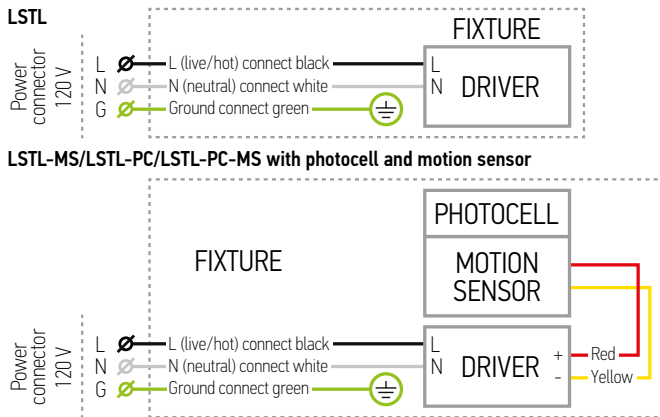 LSTL
FIXTURE
Power connector 120 V
L L (live/hot) connect black L
N N (neutral) connect white N DRIVER
G Ground connect green
LSTL-MS/LSTL-PC/LSTL-PC-MS with photocell and motion sensor
PHOTOCELL
FIXTURE
MOTION
SENSOR
Power connector 120 V
L L (live/hot) connect black L
N N (neutral) connect white N DRIVER
G Ground connect green
+ Red
- Yellow